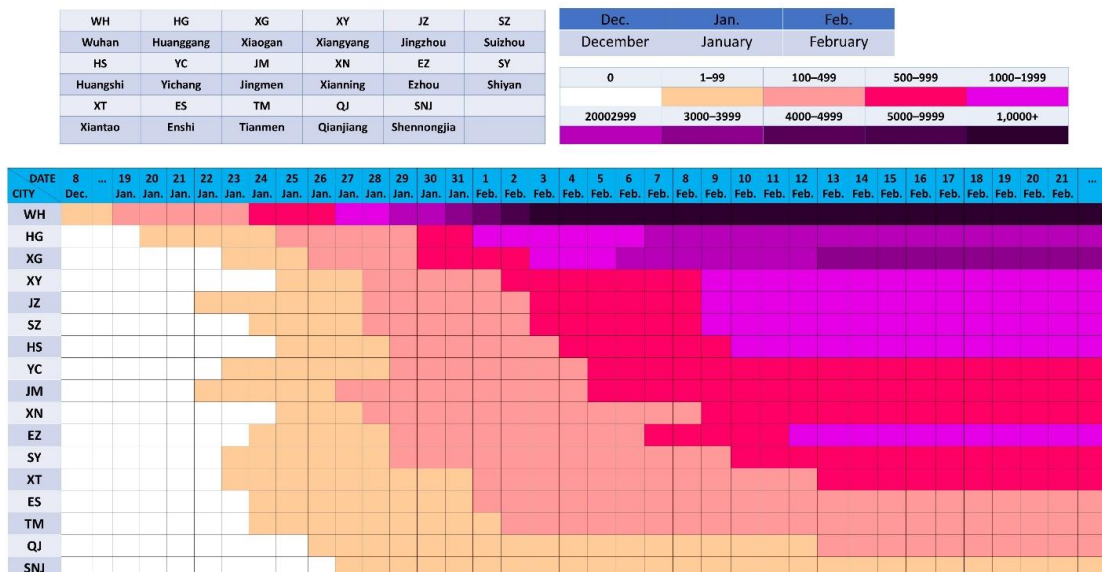 WH HG XG XY JZ SZ
Wuhan Huanggang Xiaogan Xiangyang Jingzhou Suizhou
HS YC JM XN EZ SY
Huangshi Yichang Jingmen Xianning Ezhou Shiyan
XT ES TM QJ SNJ
Xiantao Enshi Tianmen Qianjiang Shennongjia
Dec. Jan. Feb.
December January February
0 1–99 100–499 500–999 1000–1999
20002999 3000–3999 4000–4999 5000–9999 1,0000+
DATE 8 ... 19 20 21 22 23 24 25 26 27 28 29 30 31 1 2 3 4 5 6 7 8 9 10 11 12 13 14 15 16 17 18 19 20 21 ...
CITY Dec. Jan. Jan. Jan. Jan. Jan. Jan. Jan. Jan. Jan. Jan. Jan. Jan. Jan. Feb. Feb. Feb. Feb. Feb. Feb. Feb. Feb. Feb. Feb. Feb. Feb. Feb. Feb. Feb. Feb. Feb. Feb. Feb. Feb. Feb.
WH
HG
XG
XY
JZ
SZ
HS
YC
JM
XN
EZ
SY
XT
ES
TM
QJ
SNJ